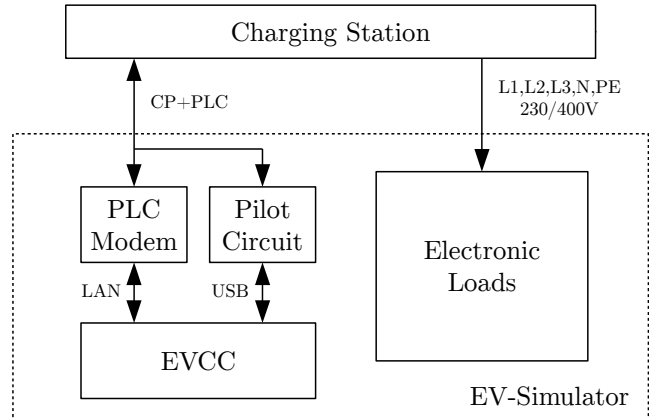 Charging Station
CP+PLC
L1,L2,L3,N,PE
230/400V
PLC
Modem
Pilot
Circuit
Electronic
Loads
LAN
USB
EVCC
EV-Simulator